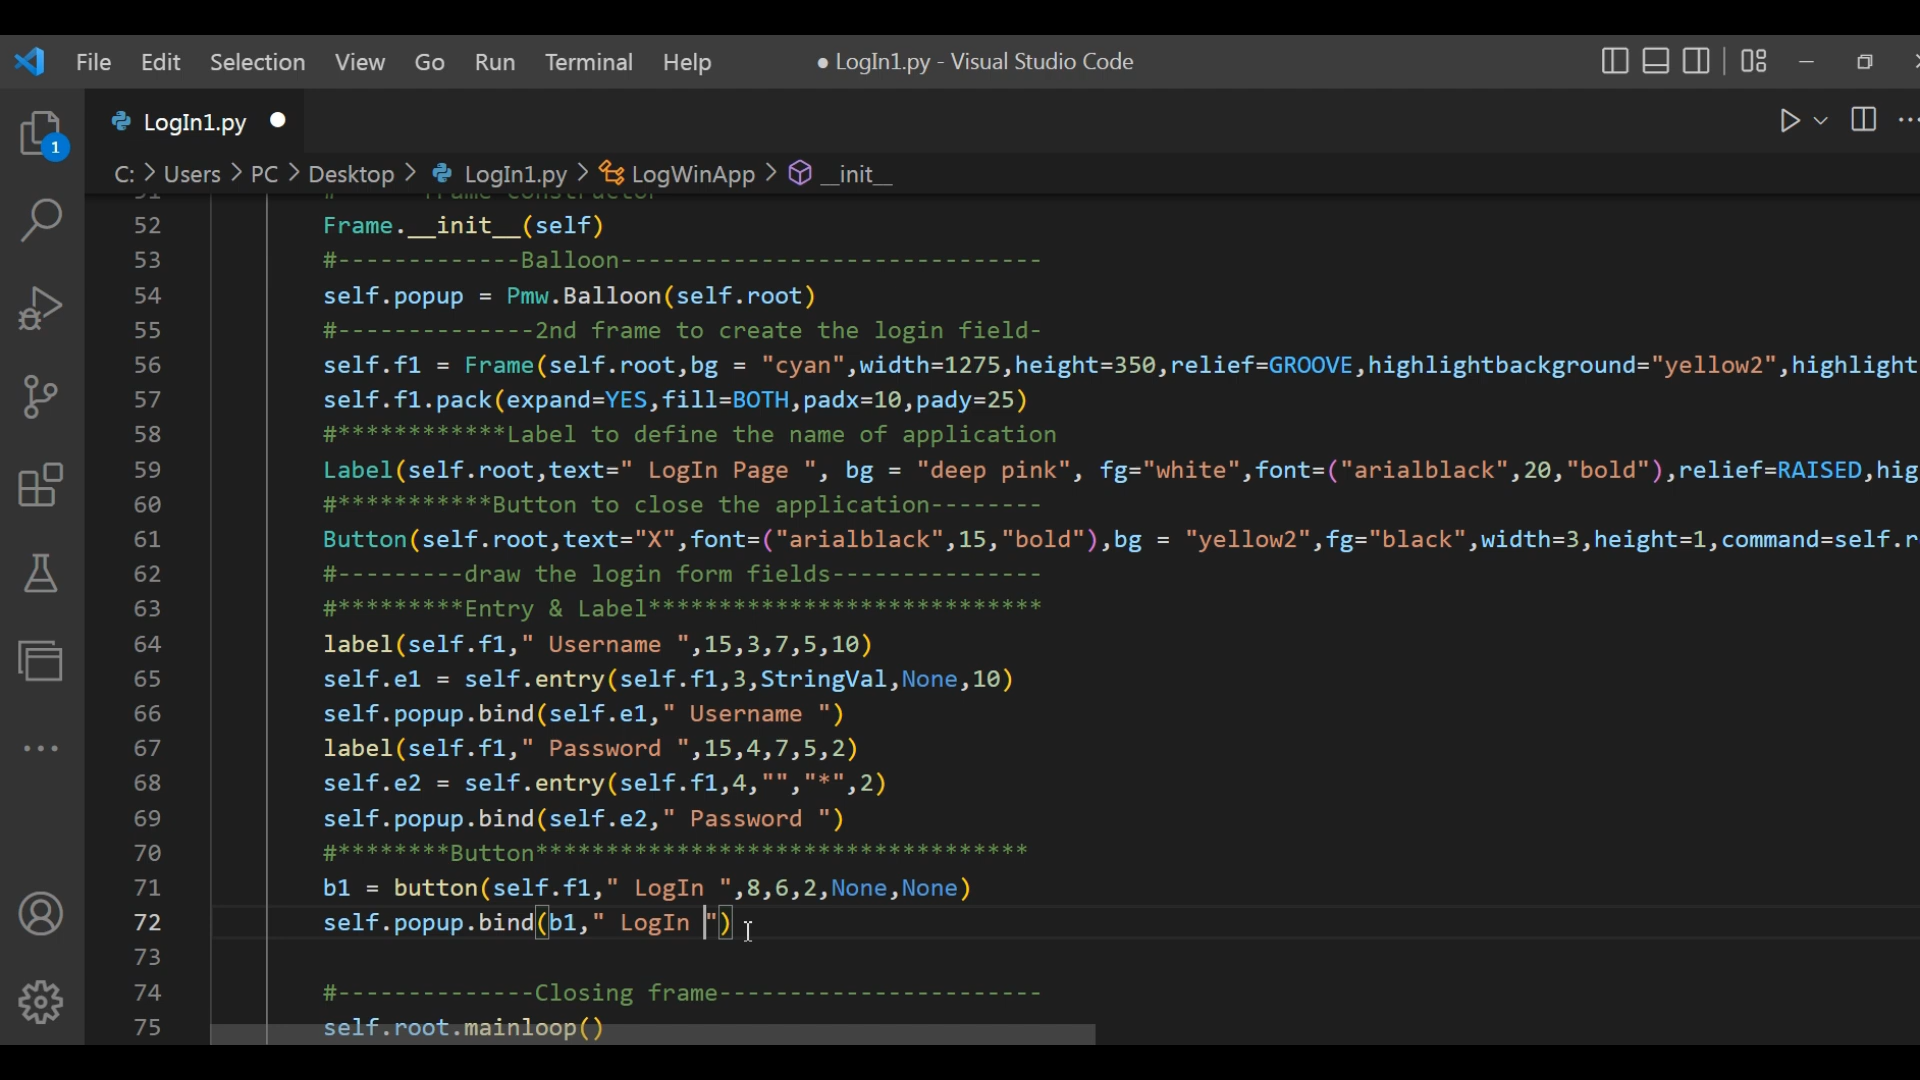 File Edit Selection View Go Run Terminal Help ● LogIn1.py - Visual Studio Code
LogIn1.py ●
C: > Users > PC > Desktop > LogIn1.py > LogWinApp > __init__
1
52 Frame.__init__(self)
53 #-------------Balloon------------------------------
54 self.popup = Pmw.Balloon(self.root)
55 #--------------2nd frame to create the login field-
56 self.f1 = Frame(self.root,bg = "cyan",width=1275,height=350,relief=GROOVE,highlightbackground="yellow2",highlight
57 self.f1.pack(expand=YES,fill=BOTH,padx=10,pady=25)
58 #************Label to define the name of application
59 Label(self.root,text=" LogIn Page ", bg = "deep pink", fg="white",font=("arialblack",20,"bold"),relief=RAISED,hig
60 #***********Button to close the application--------
61 Button(self.root,text="X",font=("arialblack",15,"bold"),bg = "yellow2",fg="black",width=3,height=1,command=self.r
62 #---------draw the login form fields---------------
63 #*********Entry & Label****************************
64 label(self.f1," Username ",15,3,7,5,10)
65 self.e1 = self.entry(self.f1,3,StringVal,None,10)
66 self.popup.bind(self.e1," Username ")
67 label(self.f1," Password ",15,4,7,5,2)
68 self.e2 = self.entry(self.f1,4,"","*",2)
69 self.popup.bind(self.e2," Password ")
70 #********Button***********************************
71 b1 = button(self.f1," LogIn ",8,6,2,None,None)
72 self.popup.bind(b1," LogIn ")
73
74 #--------------Closing frame-----------------------
75 self.root.mainloop()